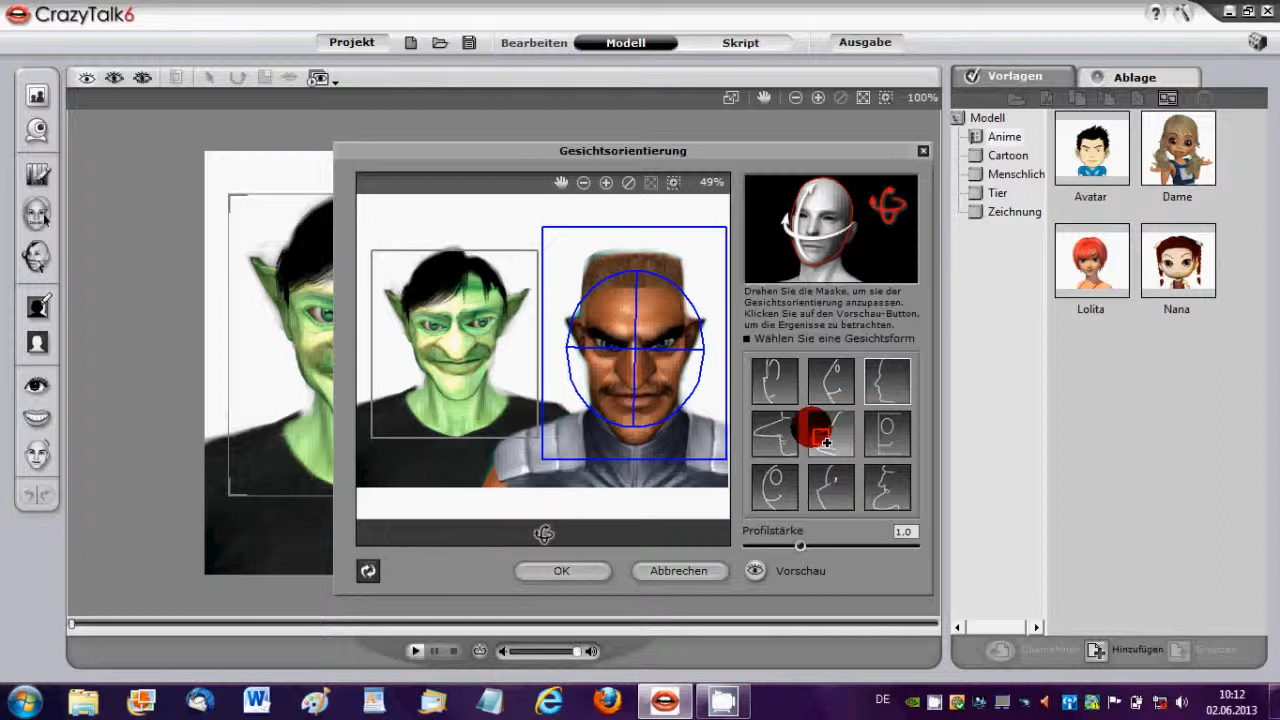 CrazyTalk6
Projekt
Bearbeiten
Modell
Skript
Ausgabe
100%
Vorlagen
Ablage
Modell
Anime
Cartoon
Menschlich
Tier
Zeichnung
Avatar
Dame
Lolita
Nana
Gesichtsorientierung
49%
Drehen Sie die Maske, um sie der
Gesichtsorientierung anzupassen.
Klicken Sie auf den Vorschau-Button,
um die Ergenisse zu betrachten.
Wählen Sie eine Gesichtsform
Profilstärke
1.0
OK
Abbrechen
Vorschau
Übernehmen
Hinzufügen
Ersetzen
DE
10:12
02.06.2013